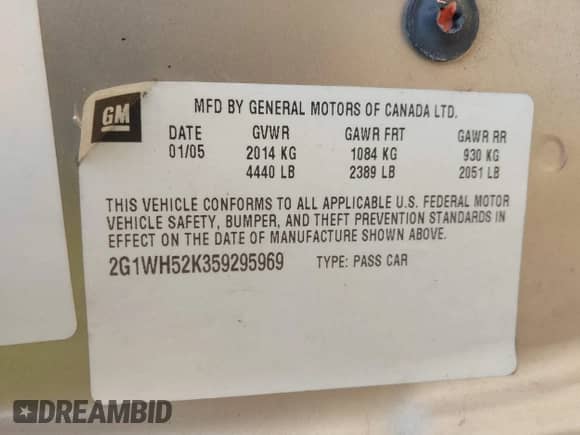 GM
MFD BY GENERAL MOTORS OF CANADA LTD.
DATE GVWR GAWR FRT GAWR RR
01/05 2014 KG 1084 KG 930 KG
4440 LB 2389 LB 2051 LB
THIS VEHICLE CONFORMS TO ALL APPLICABLE U.S. FEDERAL MOTOR
VEHICLE SAFETY, BUMPER, AND THEFT PREVENTION STANDARDS IN
EFFECT ON THE DATE OF MANUFACTURE SHOWN ABOVE.
2G1WH52K359295969 TYPE: PASS CAR
DREAMBID